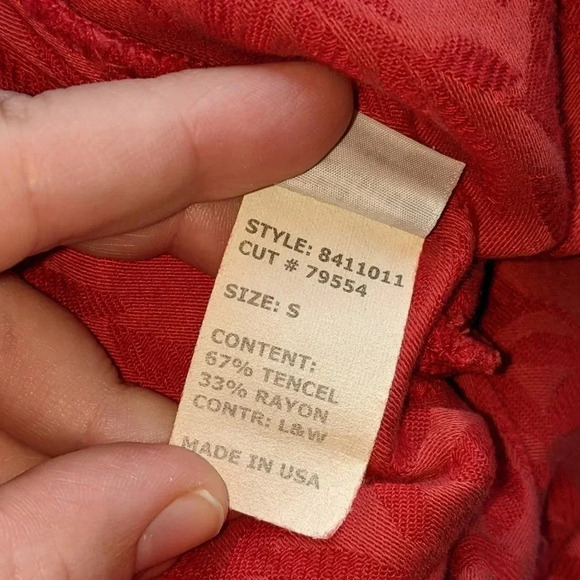 STYLE: 8411011
CUT # 79554
SIZE: S
CONTENT:
67% TENCEL
33% RAYON
CONTR: L&W
MADE IN USA